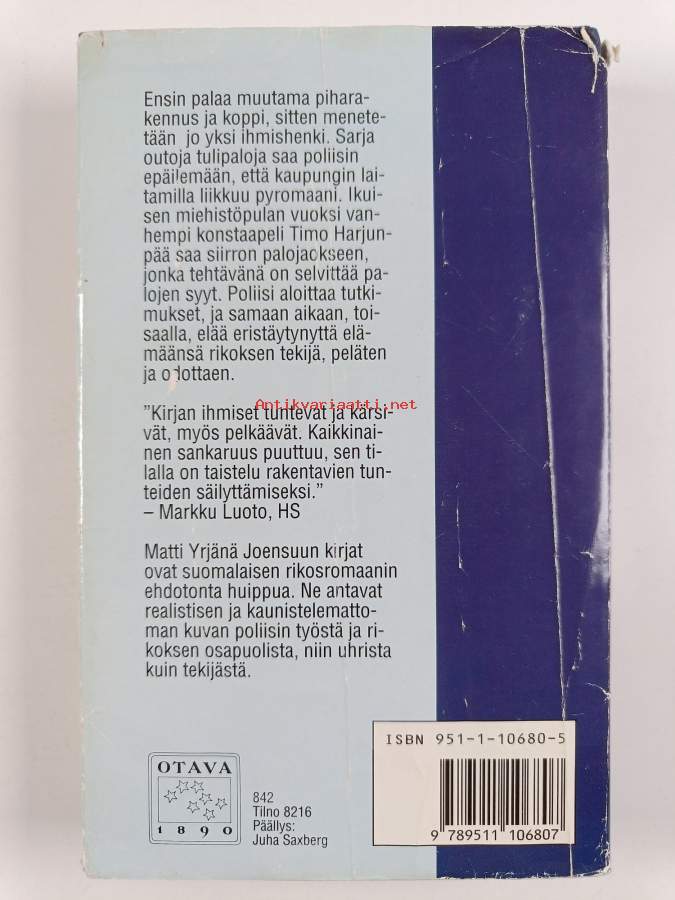 Ensin palaa muutama pihara-
kennus ja koppi, sitten menete-
tään jo yksi ihmishenki. Sarja
outoja tulipaloja saa poliisin
epäilemään, että kaupungin lai-
tamilla liikkuu pyromaani. Ikui-
sen miehistöpulan vuoksi van-
hempi konstaapeli Timo Harjun-
pää saa siirron palojaokseen,
jonka tehtävänä on selvittää pa-
lojen syyt. Poliisi aloittaa tutki-
mukset, ja samaan aikaan, toi-
saalla, elää eristäytynyttä elä-
määnsä rikoksen tekijä, peläten
ja odottaen.
Antikvariaatti.net
”Kirjan ihmiset tuntevat ja kärsi-
vät, myös pelkäävät. Kaikkinai-
nen sankaruus puuttuu, sen ti-
lalla on taistelu rakentavien tun-
teiden säilyttämiseksi.”
– Markku Luoto, HS
Matti Yrjänä Joensuun kirjat
ovat suomalaisen rikosromaanin
ehdotonta huippua. Ne antavat
realistisen ja kaunistelematto-
man kuvan poliisin työstä ja ri-
koksen osapuolista, niin uhrista
kuin tekijästä.
OTAVA
1890
842
Tilno 8216
Päällys:
Juha Saxberg
ISBN 951-1-10680-5
9 789511 106807